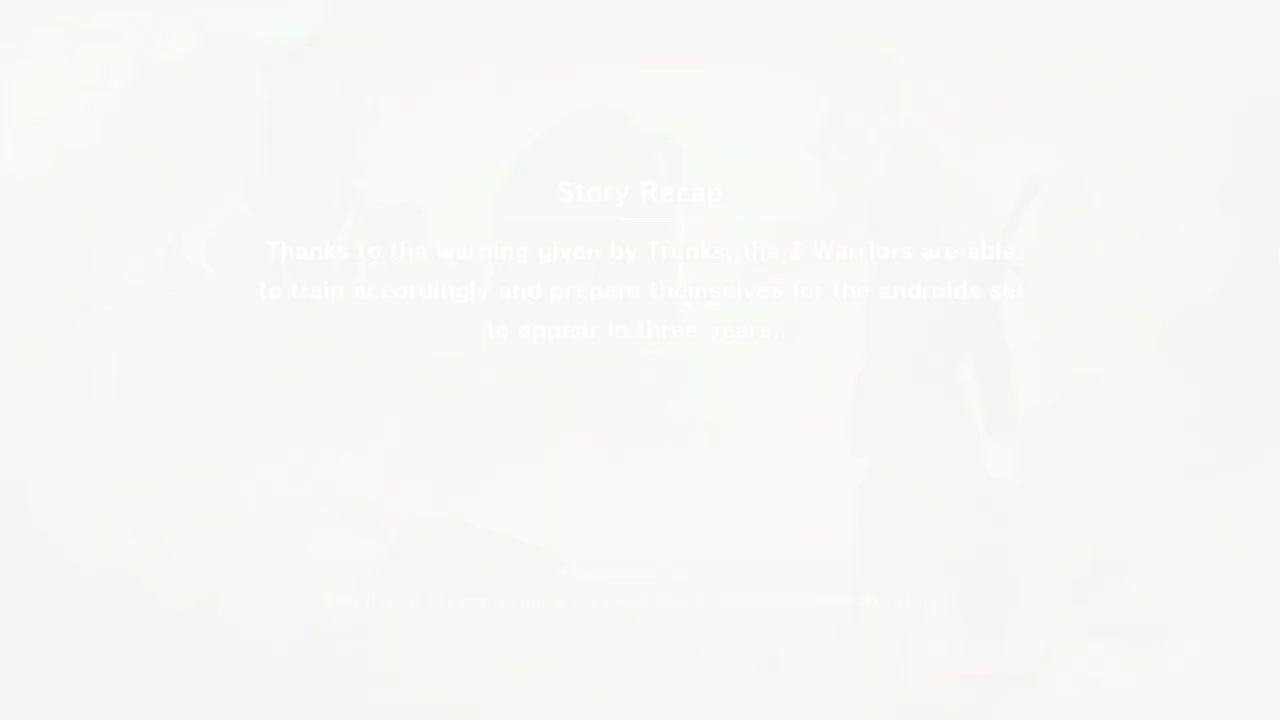 Story Recap
Thanks to the warning given by Trunks, the Z Warriors are able
to train accordingly and prepare themselves for the androids set
to appear in three years...